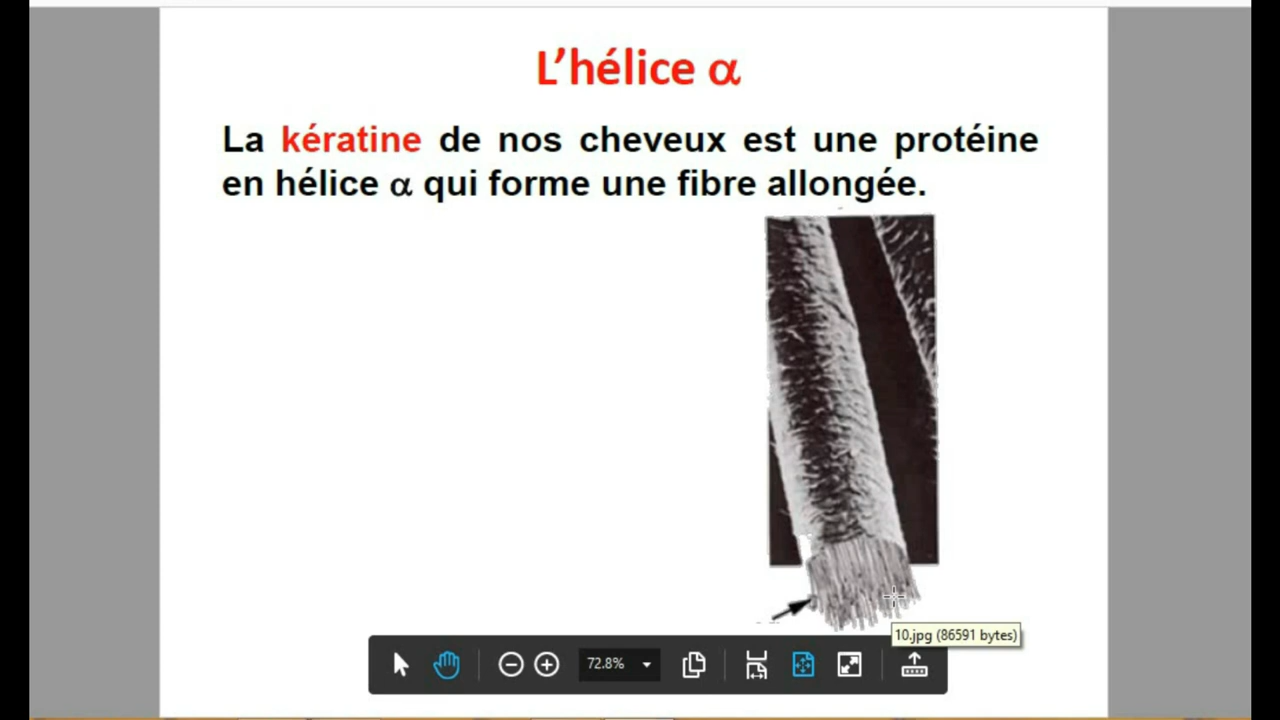 L'hélice α
La kératine de nos cheveux est une protéine
en hélice α qui forme une fibre allongée.
10.jpg (86591 bytes)
72.8%